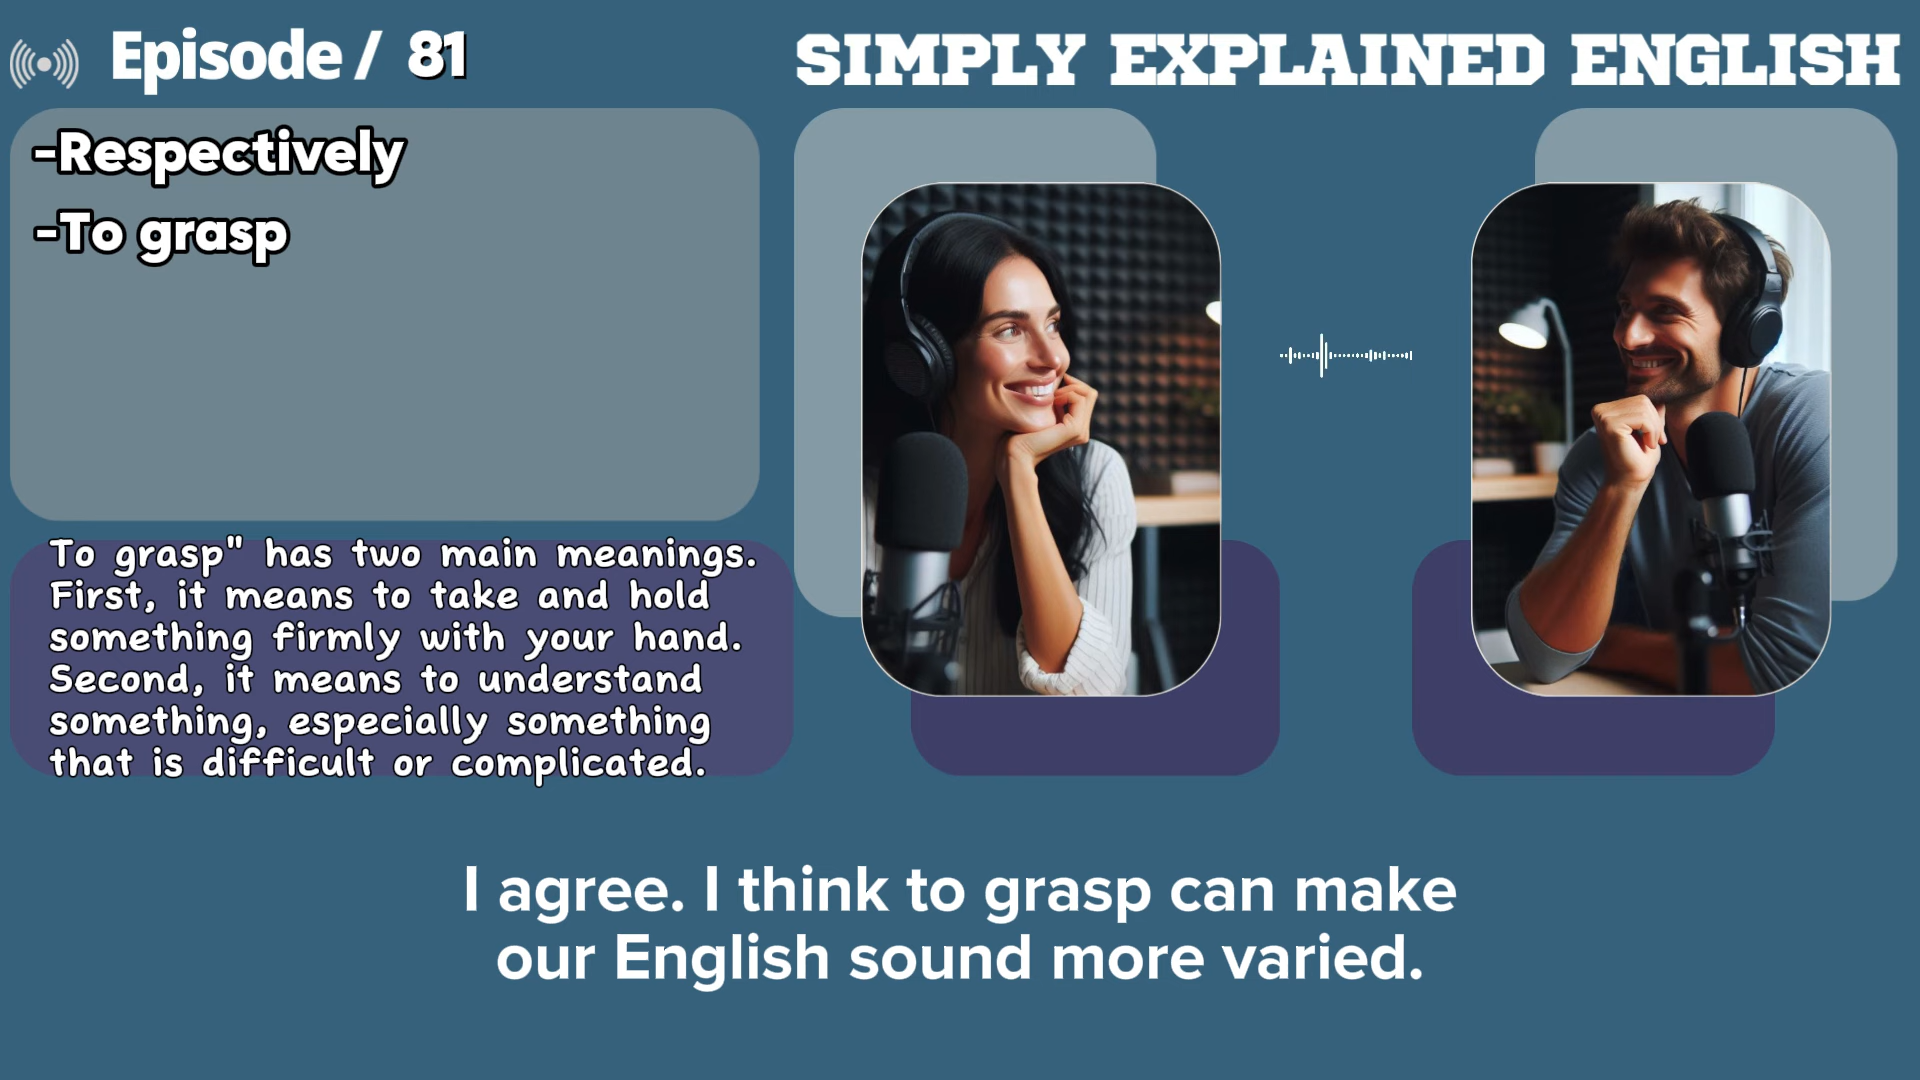 Episode / 81
SIMPLY EXPLAINED ENGLISH
-Respectively
-To grasp
To grasp" has two main meanings.
First, it means to take and hold
something firmly with your hand.
Second, it means to understand
something, especially something
that is difficult or complicated.
I agree. I think to grasp can make
our English sound more varied.